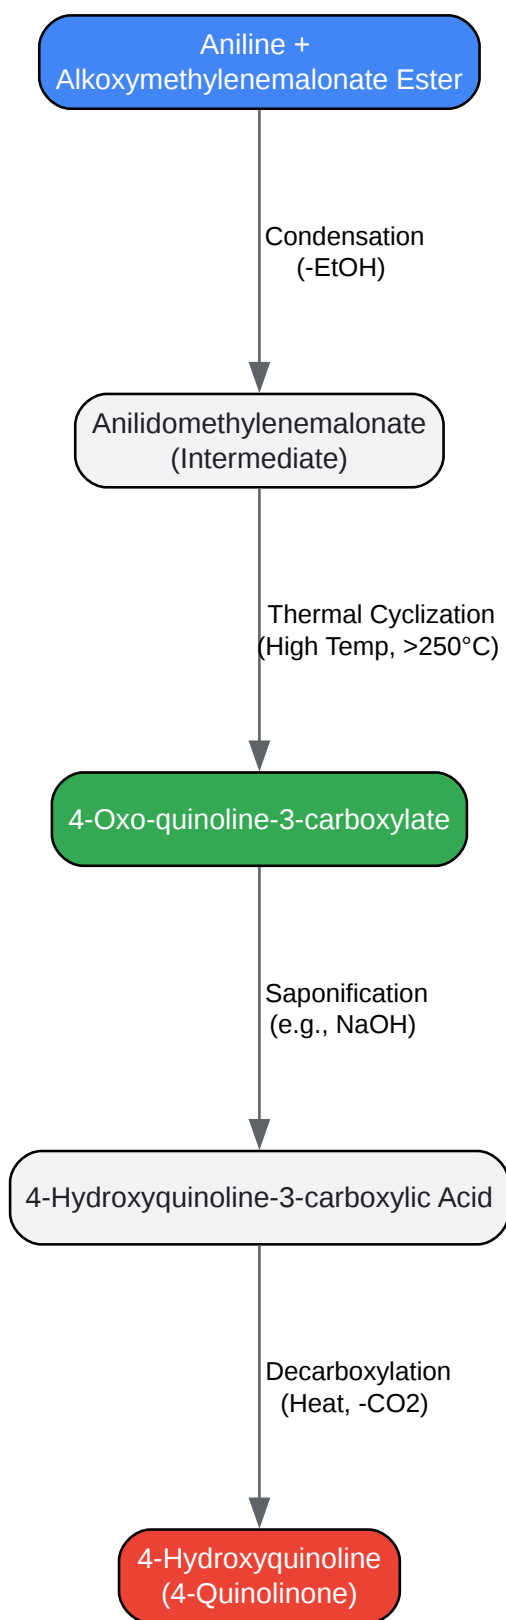 Aniline +
Alkoxymethylenemalonate Ester
Condensation
(-EtOH)
Anilidomethylenemalonate
(Intermediate)
Thermal Cyclization
(High Temp, >250°C)
4-Oxo-quinoline-3-carboxylate
Saponification
(e.g., NaOH)
4-Hydroxyquinoline-3-carboxylic Acid
Decarboxylation
(Heat, -CO2)
4-Hydroxyquinoline
(4-Quinolinone)